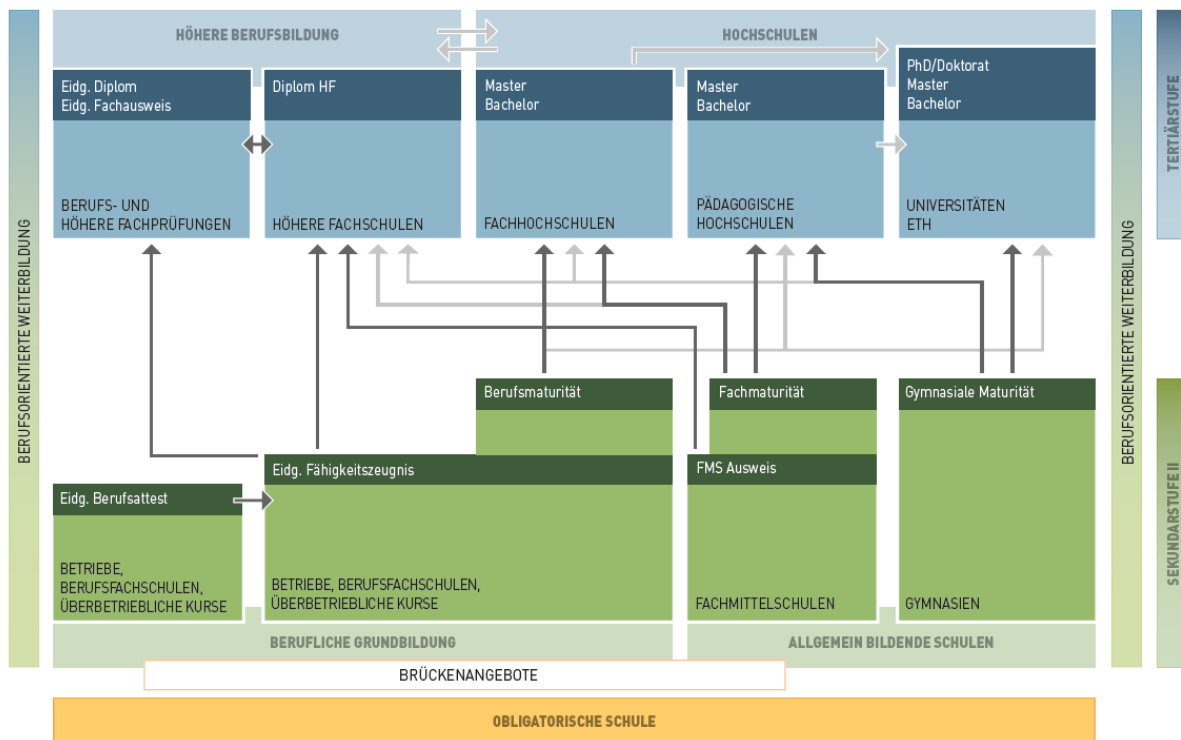 HÖHERE BERUFSBILDUNG
HOCHSCHULEN
Eidg. Diplom
Eidg. Fachausweis
Diplom HF
Master
Bachelor
Master
Bachelor
PhD/Doktorat
Master
Bachelor
BERUFS- UND
HÖHERE FACHPRÜFUNGEN
HÖHERE FACHSCHULEN
FACHHOCHSCHULEN
PÄDAGOGISCHE
HOCHSCHULEN
UNIVERSITÄTEN
ETH
TERTIÄRSTUFE
BERUFSORIENTIERTE WEITERBILDUNG
BERUFSORIENTIERTE WEITERBILDUNG
Berufsmaturität
Fachmaturität
Gymnasiale Maturität
Eidg. Fähigkeitszeugnis
FMS Ausweis
Eidg. Berufsattest
BETRIEBE,
BERUFSFACHSCHULEN,
ÜBERBETRIEBLICHE KURSE
BETRIEBE, BERUFSFACHSCHULEN,
ÜBERBETRIEBLICHE KURSE
FACHMITTELSCHULEN
GYMNASIEN
SEKUNDARSTUFE II
BERUFLICHE GRUNDBILDUNG
ALLGEMEIN BILDENDE SCHULEN
BRÜCKENANGEBOTE
OBLIGATORISCHE SCHULE